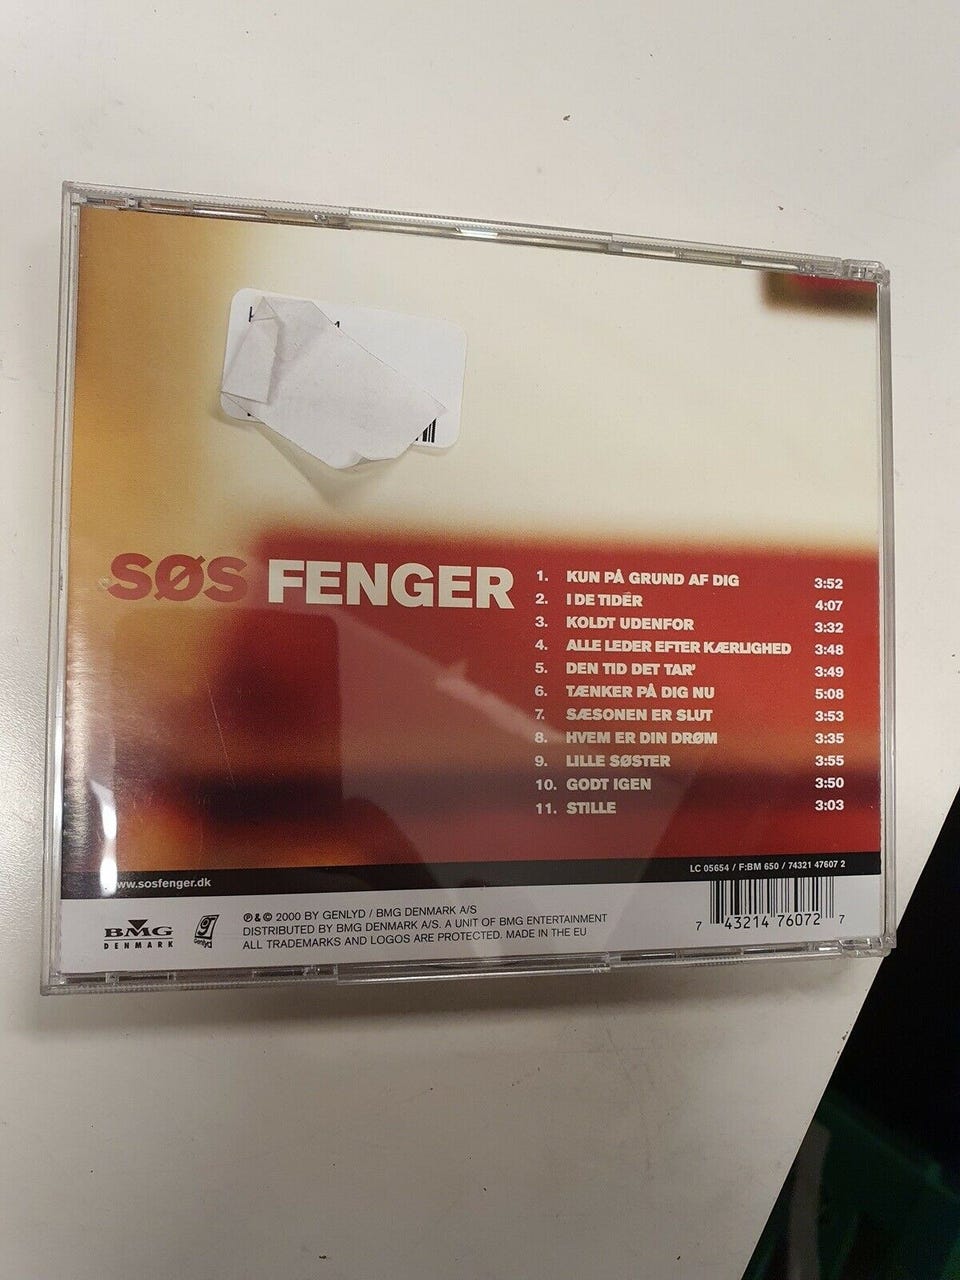 SØS FENGER
1. KUN PÅ GRUND AF DIG 3:52
2. I DE TIDER 4:07
3. KOLDT UDENFOR 3:32
4. ALLE LEDER EFTER KÆRLIGHED 3:48
5. DEN TID DET TAR' 3:49
6. TÆNKER PÅ DIG NU 5:08
7. SÆSONEN ER SLUT 3:53
8. HVEM ER DIN DRØM 3:35
9. LILLE SØSTER 3:55
10. GODT IGEN 3:50
11. STILLE 3:03
LC 05654 / F:BM 650 / 74321 47607 2
www.sosfenger.dk
BMG
DENMARK
Genlyd
℗ & © 2000 BY GENLYD / BMG DENMARK A/S
DISTRIBUTED BY BMG DENMARK A/S. A UNIT OF BMG ENTERTAINMENT
ALL TRADEMARKS AND LOGOS ARE PROTECTED. MADE IN THE EU
7 43214 76072 7